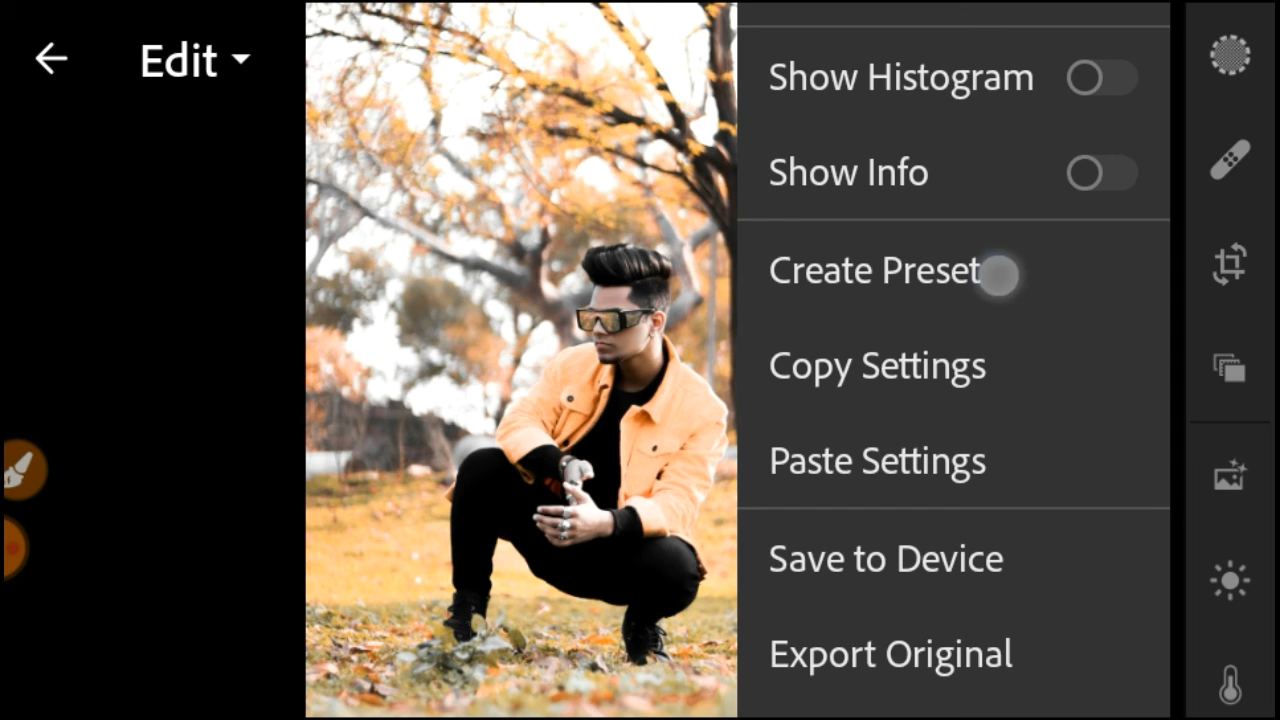 Edit
Show Histogram
Show Info
Create Preset
Copy Settings
Paste Settings
Save to Device
Export Original